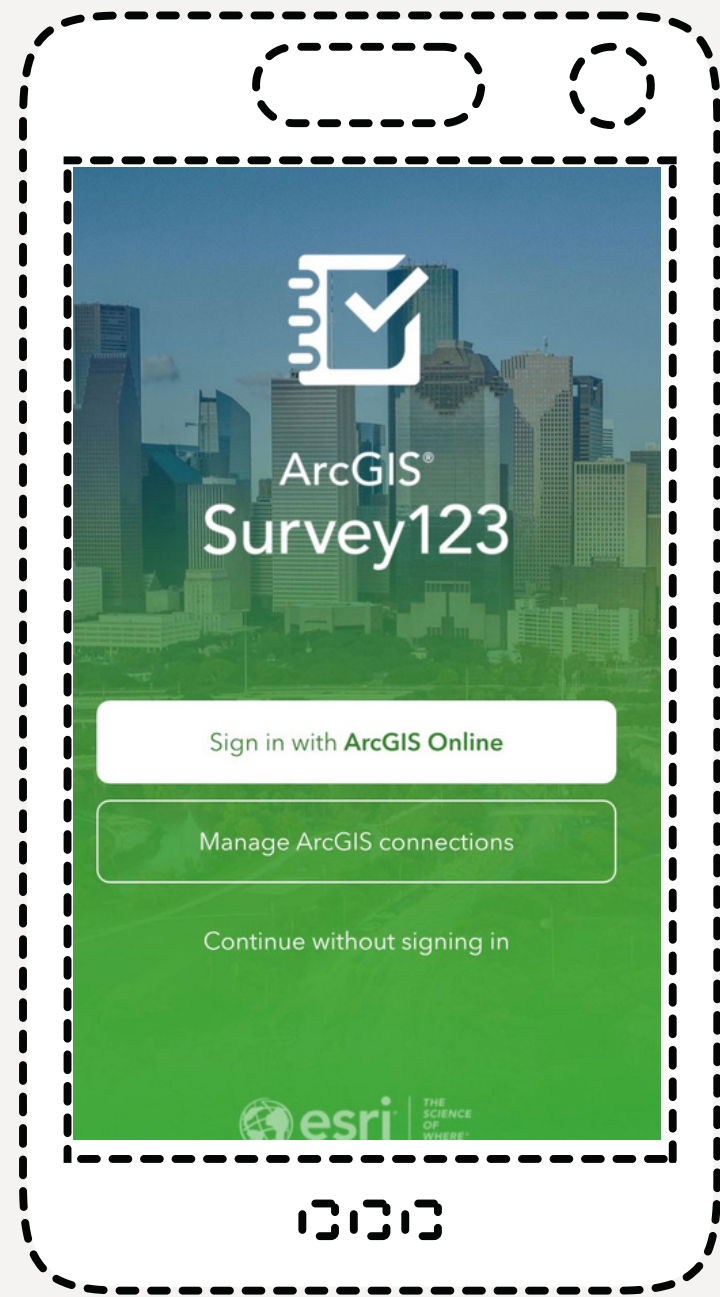 ArcGIS®
Survey123
Sign in with ArcGIS Online
Manage ArcGIS connections
Continue without signing in
esri
THE
SCIENCE
OF
WHERE®